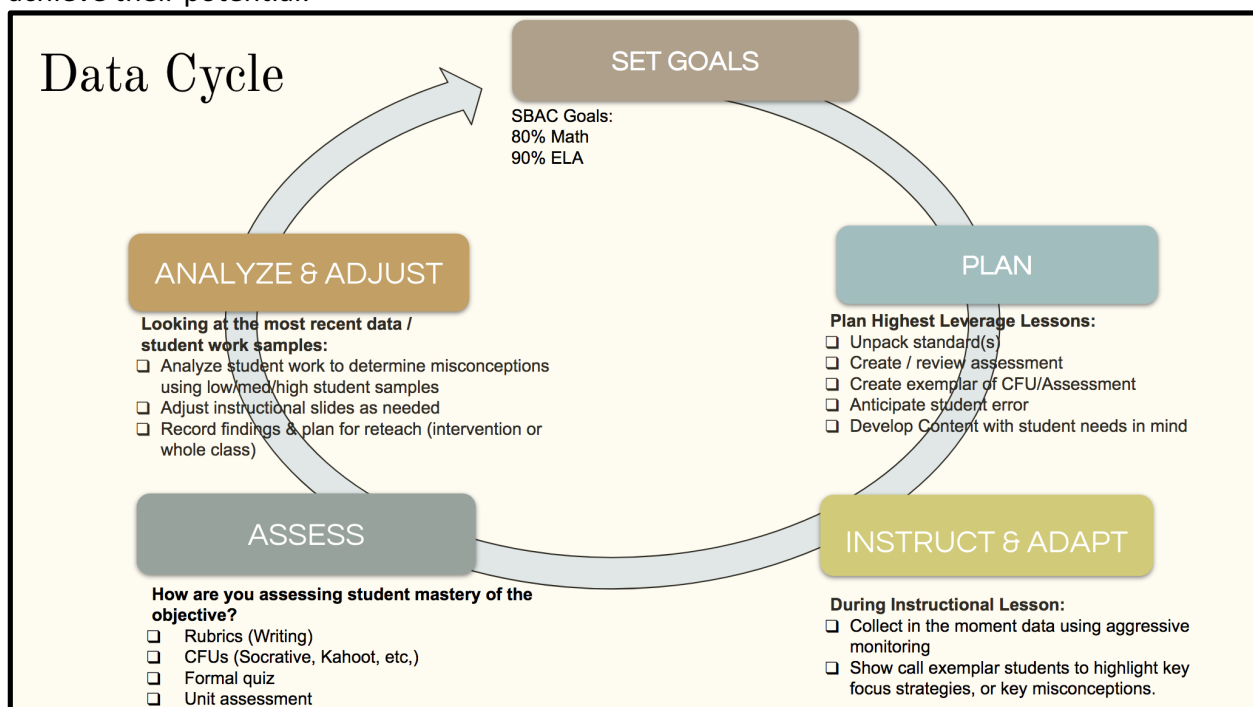 achieve their potential.
Data Cycle
SET GOALS
SBAC Goals:
80% Math
90% ELA
PLAN
Plan Highest Leverage Lessons:
❏ Unpack standard(s)
❏ Create / review assessment
❏ Create exemplar of CFU/Assessment
❏ Anticipate student error
❏ Develop Content with student needs in mind
INSTRUCT & ADAPT
During Instructional Lesson:
❏ Collect in the moment data using aggressive
monitoring
❏ Show call exemplar students to highlight key
focus strategies, or key misconceptions.
ASSESS
How are you assessing student mastery of the
objective?
❏ Rubrics (Writing)
❏ CFUs (Socrative, Kahoot, etc,)
❏ Formal quiz
❏ Unit assessment
ANALYZE & ADJUST
Looking at the most recent data /
student work samples:
❏ Analyze student work to determine misconceptions
using low/med/high student samples
❏ Adjust instructional slides as needed
❏ Record findings & plan for reteach (intervention or
whole class)